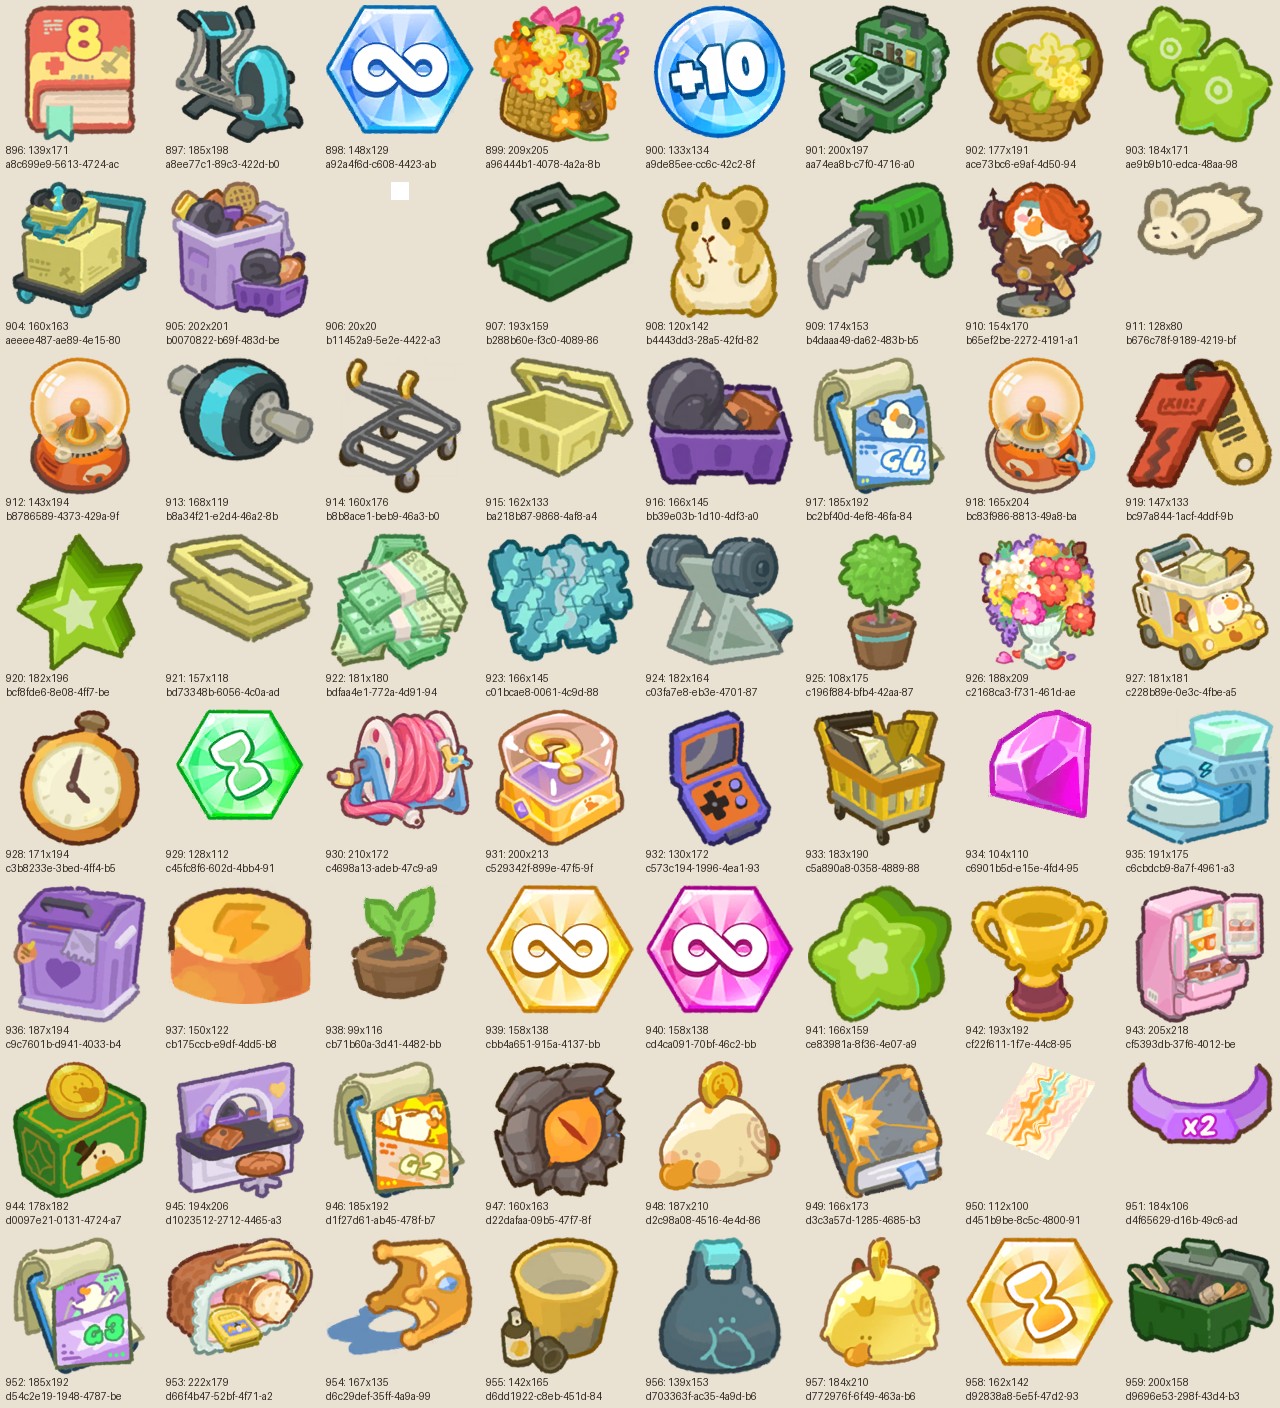 8
+10
896: 139x171
a8c699e9-5613-4724-ac
897: 185x198
a8ee77c1-89c3-422d-b0
898: 148x129
a92a4f6d-c608-4423-ab
899: 209x205
a96444b1-4078-4a2a-8b
900: 133x134
a9de85ee-cc6c-42c2-8f
901: 200x197
aa74ea8b-c7f0-4716-a0
902: 177x191
ace73bc6-e9af-4d50-94
903: 184x171
ae9b9b10-edca-48aa-98
904: 160x163
aeeee487-ae89-4e15-80
905: 202x201
b0070822-b69f-483d-be
906: 20x20
b11452a9-5e2e-4422-a3
907: 193x159
b288b60e-f3c0-4089-86
908: 120x142
b4443dd3-28a5-42fd-82
909: 174x153
b4daaa49-da62-483b-b5
910: 154x170
b65ef2be-2272-4191-a1
911: 128x80
b676c78f-9189-4219-bf
G4
912: 143x194
b8786589-4373-429a-9f
913: 168x119
b8a34f21-e2d4-46a2-8b
914: 160x176
b8b8ace1-beb9-46a3-b0
915: 162x133
ba218b67-9868-4af8-a4
916: 166x145
bb39e03b-1d10-4df3-a0
917: 185x192
bc2bf40d-4ef8-46fa-84
918: 165x204
bc83f986-8813-49a8-ba
919: 147x133
bc97a844-1acf-4ddf-9b
920: 182x196
bcf8fde6-8e08-4ff7-be
921: 157x118
bd73348b-6056-4c0a-ad
922: 181x180
bdfaa4e1-772a-4d91-94
923: 166x145
c01bcae8-0061-4c9d-88
924: 182x164
c03fa7e8-eb3e-4701-87
925: 108x175
c196f884-bfb4-42aa-87
926: 188x209
c2168ca3-f731-461d-ae
927: 181x181
c228b89e-0e3c-4fbe-a5
?
928: 171x194
c3b8233e-3bed-4ff4-b5
929: 128x112
c45fc8f6-602d-4bb4-91
930: 210x172
c4698a13-adeb-47c9-a9
931: 200x213
c529342f-899e-47f5-9f
932: 130x172
c573c194-1996-4ea1-93
933: 183x190
c5a890a8-0358-4889-88
934: 104x110
c6901b5d-e15e-4fd4-95
935: 191x175
c6cbdcb9-8a7f-4961-a3
936: 187x194
c9c7601b-d941-4033-b4
937: 150x122
cb175ccb-e9df-4dd5-b8
938: 99x116
cb71b60a-3d41-4482-bb
939: 158x138
cbb4a651-915a-4137-bb
940: 158x138
cd4ca091-70bf-46c2-bb
941: 166x159
ce83981a-8f36-4e07-a9
942: 193x192
cf22f611-1f7e-44c8-95
943: 205x218
cf5393db-37f6-4012-be
G2
x2
944: 178x182
d0097e21-0131-4724-a7
945: 194x206
d1023512-2712-4465-a3
946: 185x192
d1f27d61-ab45-478f-b7
947: 160x163
d22dafaa-09b5-47f7-8f
948: 187x210
d2c98a08-4516-4e4d-86
949: 166x173
d3c3a57d-1285-4685-b3
950: 112x100
d451b9be-8c5c-4800-91
951: 184x106
d4f65629-d16b-49c6-ad
G3
952: 185x192
d54c2e19-1948-4787-be
953: 222x179
d66f4b47-52bf-4f71-a2
954: 167x135
d6c29def-35ff-4a9a-99
955: 142x165
d6dd1922-c8eb-451d-84
956: 139x153
d703363f-ac35-4a9d-b6
957: 184x210
d772976f-6f49-463a-b6
958: 162x142
d92838a8-5e5f-47d2-93
959: 200x158
d9696e53-298f-43d4-b3